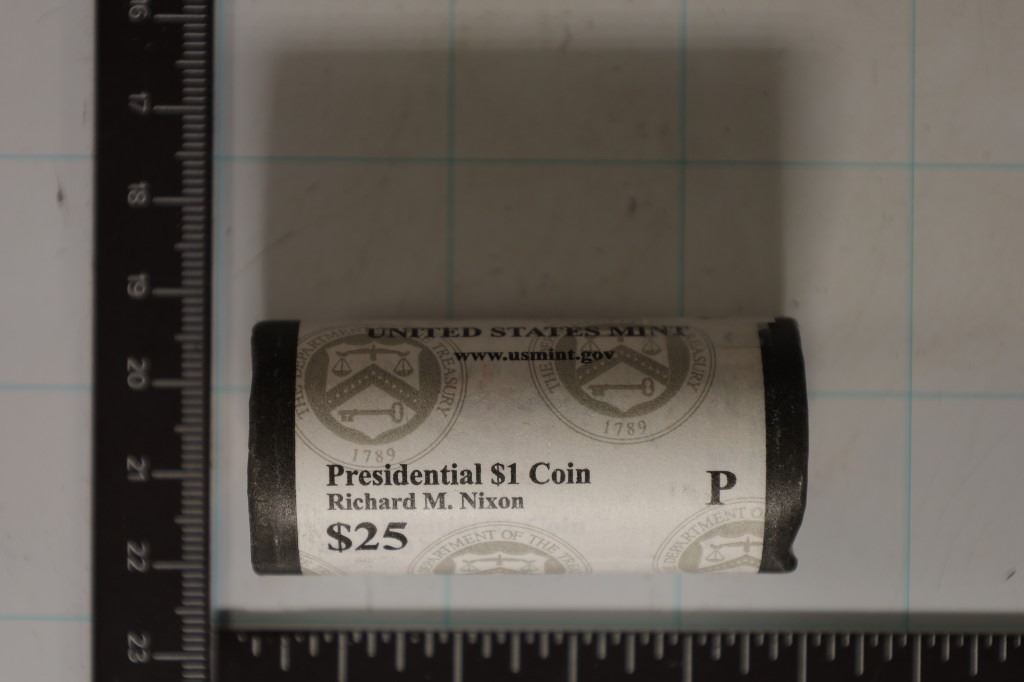 16
17
18
19
20
21
22
23
UNITED STATES MINT
www.usmint.gov
THE DEPARTMENT TREASURY
1789
THE TREASURY
1789
Presidential $1 Coin
Richard M. Nixon
$25
P
DEPARTMENT OF THE
DEPARTMENT OF